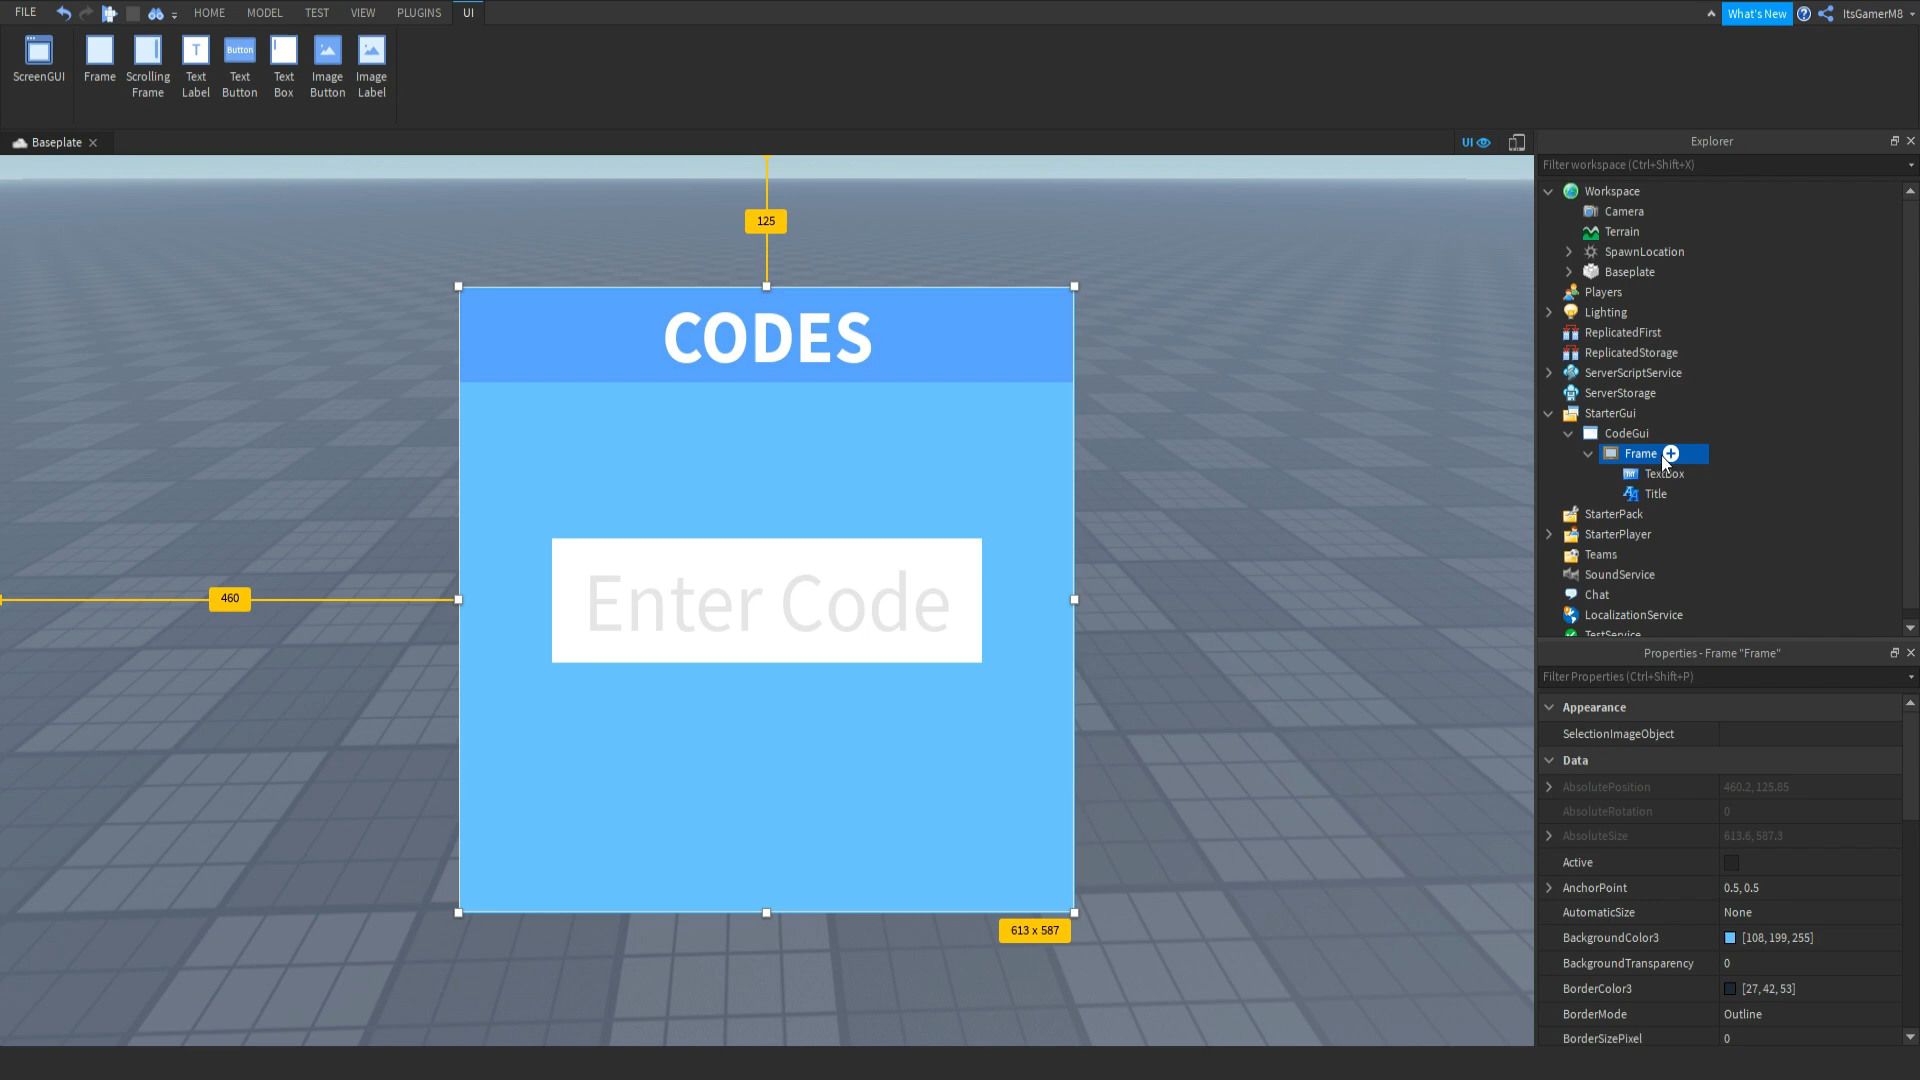 FILE
HOME
MODEL
TEST
VIEW
PLUGINS
UI
What's New
ItsGamerM8
ScreenGUI
Frame
Scrolling
Frame
T
Text
Label
Button
Text
Button
Text
Box
Image
Button
Image
Label
Baseplate
UI
Explorer
Filter workspace (Ctrl+Shift+X)
Workspace
Camera
Terrain
SpawnLocation
Baseplate
Players
Lighting
ReplicatedFirst
ReplicatedStorage
ServerScriptService
ServerStorage
StarterGui
CodeGui
Frame
TextBox
Title
StarterPack
StarterPlayer
Teams
SoundService
Chat
LocalizationService
TestService
125
CODES
460
Enter Code
613 x 587
Properties - Frame "Frame"
Filter Properties (Ctrl+Shift+P)
Appearance
SelectionImageObject
Data
AbsolutePosition 460.2, 125.85
AbsoluteRotation 0
AbsoluteSize 613.6, 587.3
Active
AnchorPoint 0.5, 0.5
AutomaticSize None
BackgroundColor3 [108, 199, 255]
BackgroundTransparency 0
BorderColor3 [27, 42, 53]
BorderMode Outline
BorderSizePixel 0